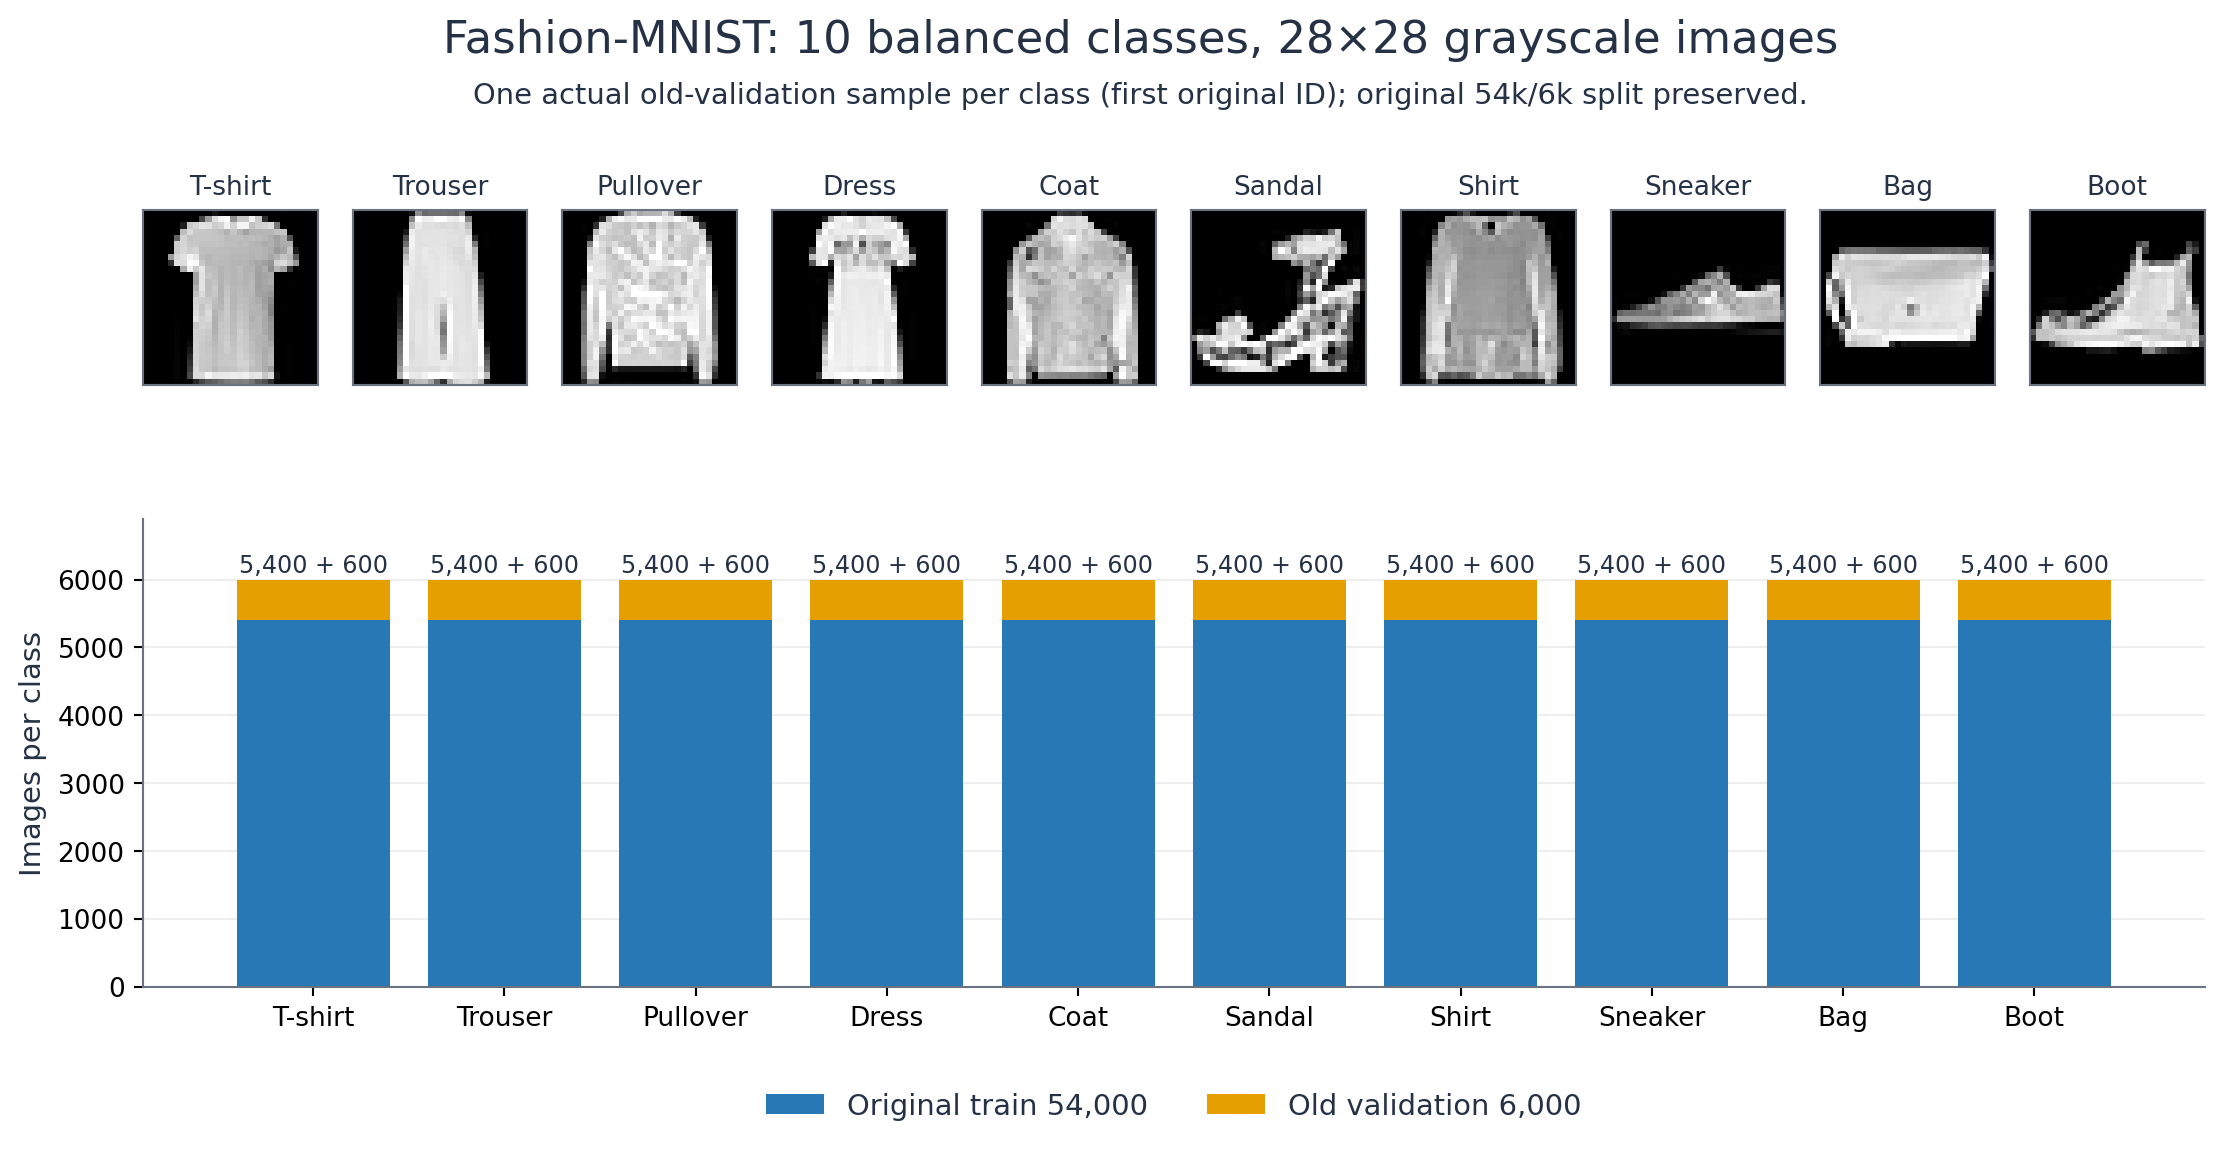 Fashion-MNIST: 10 balanced classes, 28×28 grayscale images
One actual old-validation sample per class (first original ID); original 54k/6k split preserved.
T-shirt Trouser Pullover Dress Coat Sandal Shirt Sneaker Bag Boot
5,400 + 600 5,400 + 600 5,400 + 600 5,400 + 600 5,400 + 600 5,400 + 600 5,400 + 600 5,400 + 600 5,400 + 600 5,400 + 600
Images per class
6000
5000
4000
3000
2000
1000
0
T-shirt Trouser Pullover Dress Coat Sandal Shirt Sneaker Bag Boot
Original train 54,000 Old validation 6,000